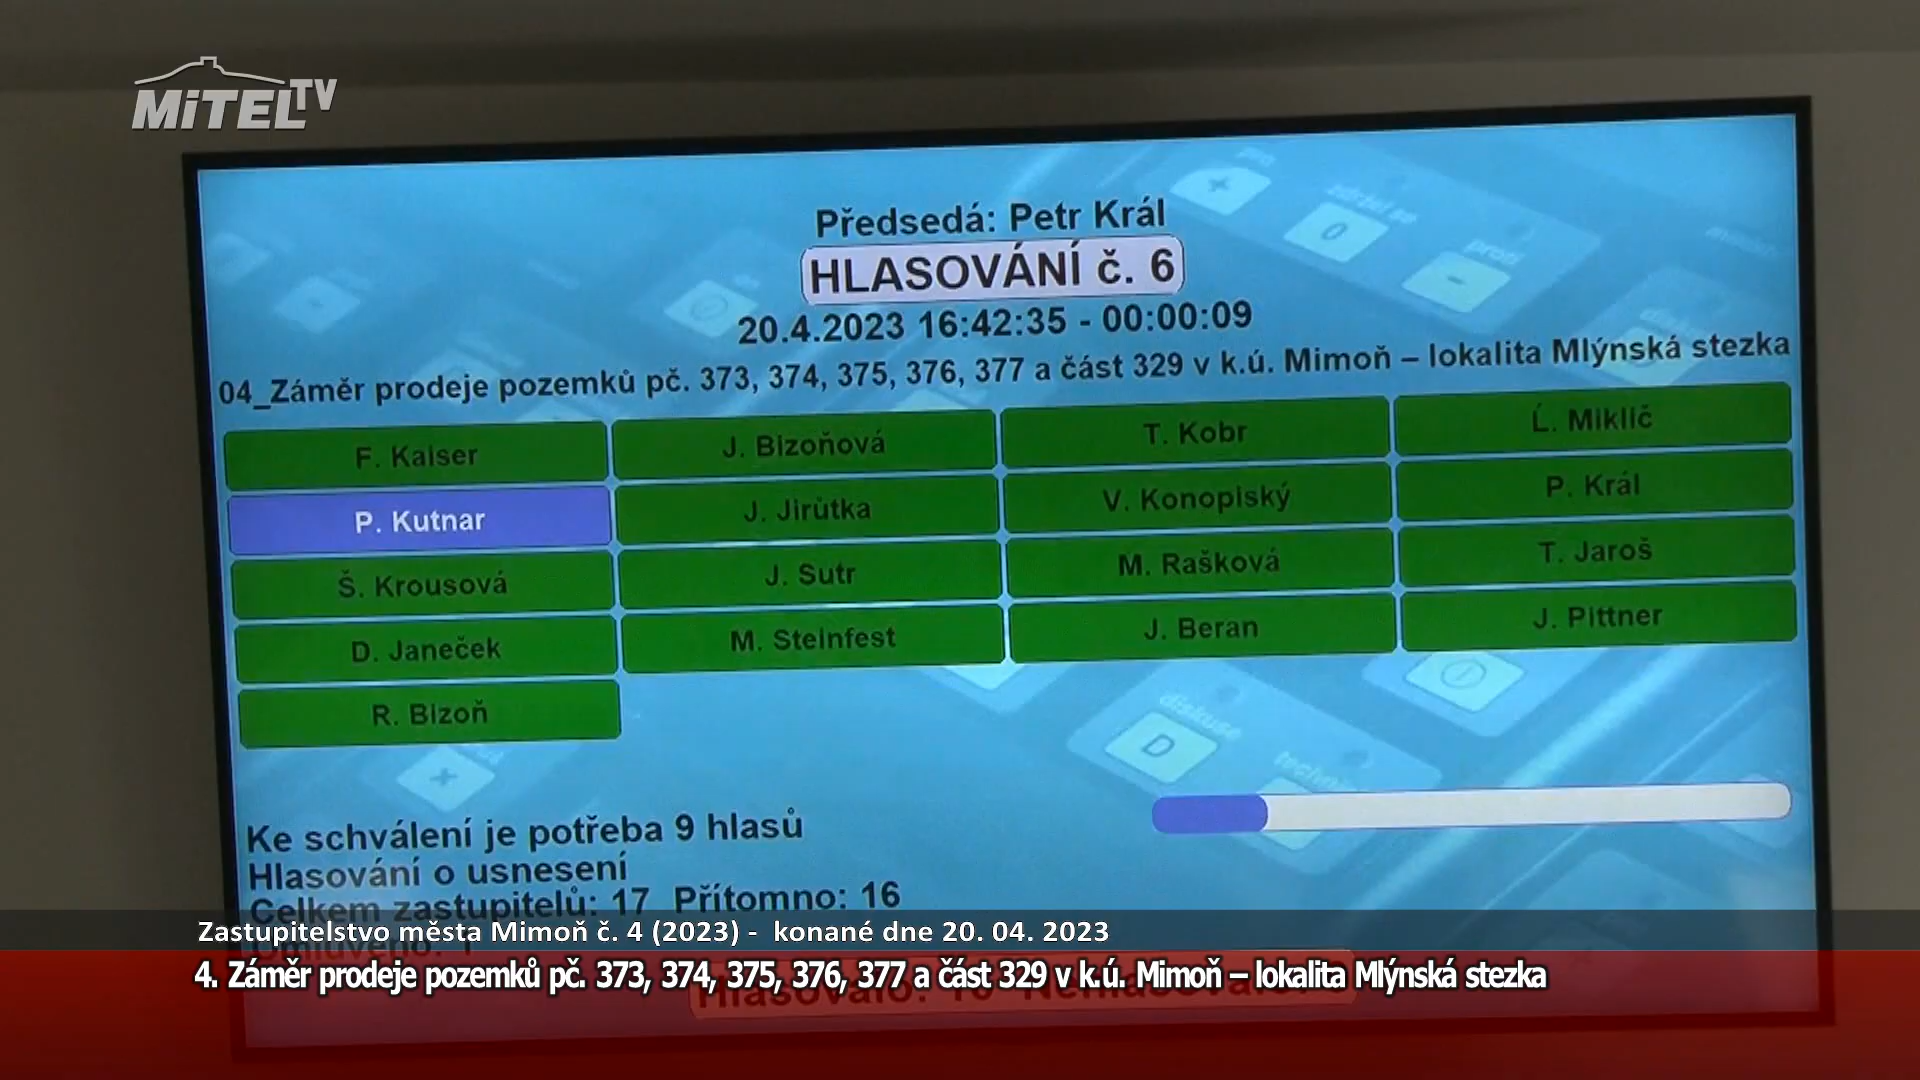 MiTEL TV
Předsedá: Petr Král
HLASOVÁNÍ č. 6
20.4.2023 16:42:35 - 00:00:09
04_Záměr prodeje pozemků pč. 373, 374, 375, 376, 377 a část 329 v k.ú. Mimoň – lokalita Mlýnská stezka
F. Kaiser J. Bizoňová T. Kobr Ĺ. Miklíč
P. Kutnar J. Jirůtka V. Konopiský P. Král
Š. Krousová J. Sutr M. Rašková T. Jaroš
D. Janeček M. Steinfest J. Beran J. Pittner
R. Bizoň
Ke schválení je potřeba 9 hlasů
Hlasování o usnesení
Celkem zastupitelů: 17 Přítomno: 16
Zastupitelstvo města Mimoň č. 4 (2023) - konané dne 20. 04. 2023
4. Záměr prodeje pozemků pč. 373, 374, 375, 376, 377 a část 329 v k.ú. Mimoň – lokalita Mlýnská stezka